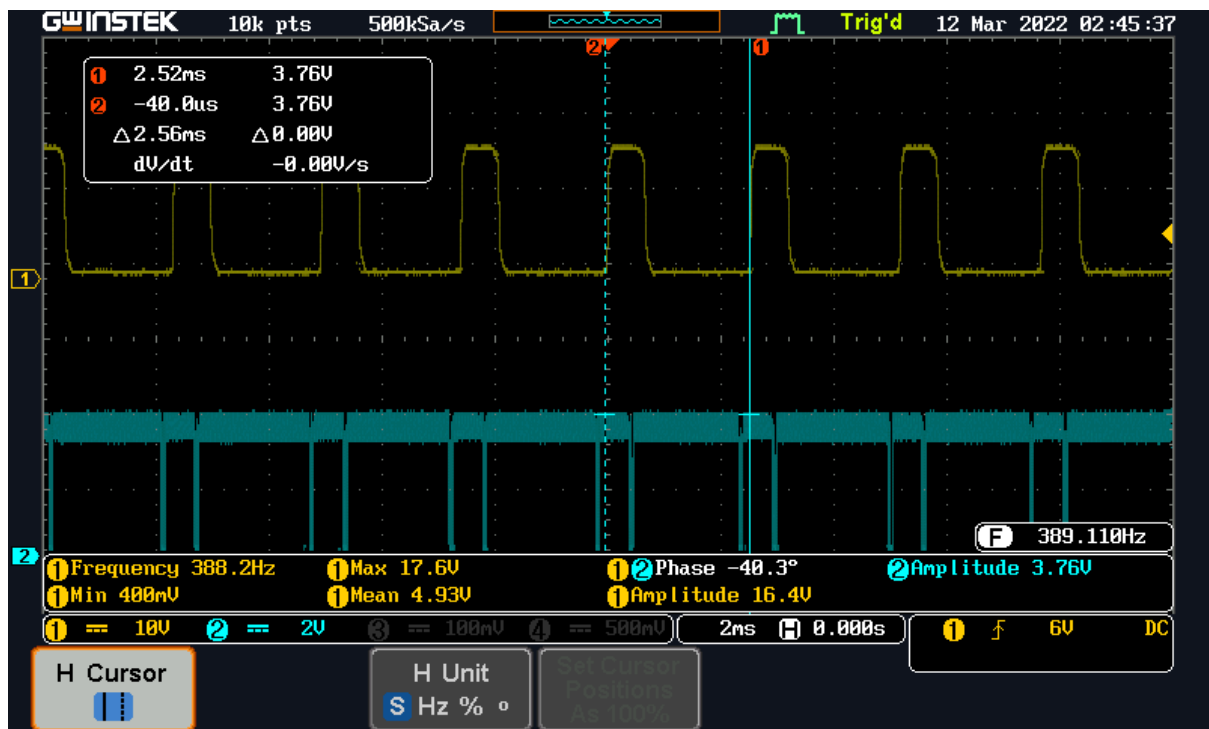 GWINSTEK 10k pts 500kSa/s Trig'd 12 Mar 2022 02:45:37
2 1
1 2.52ms 3.76V
2 -40.0us 3.76V
△2.56ms △0.00V
dV/dt -0.00V/s
1
2
F 389.110Hz
1 Frequency 388.2Hz 1 Max 17.6V 1 2 Phase -40.3° 2 Amplitude 3.76V
1 Min 400mV 1 Mean 4.93V 1 Amplitude 16.4V
1 10V 2 2V 3 100mV 4 500mV 2ms H 0.000s 1 6V DC
H Cursor
H Unit
S Hz % °
Set Cursor
Positions
As 100%